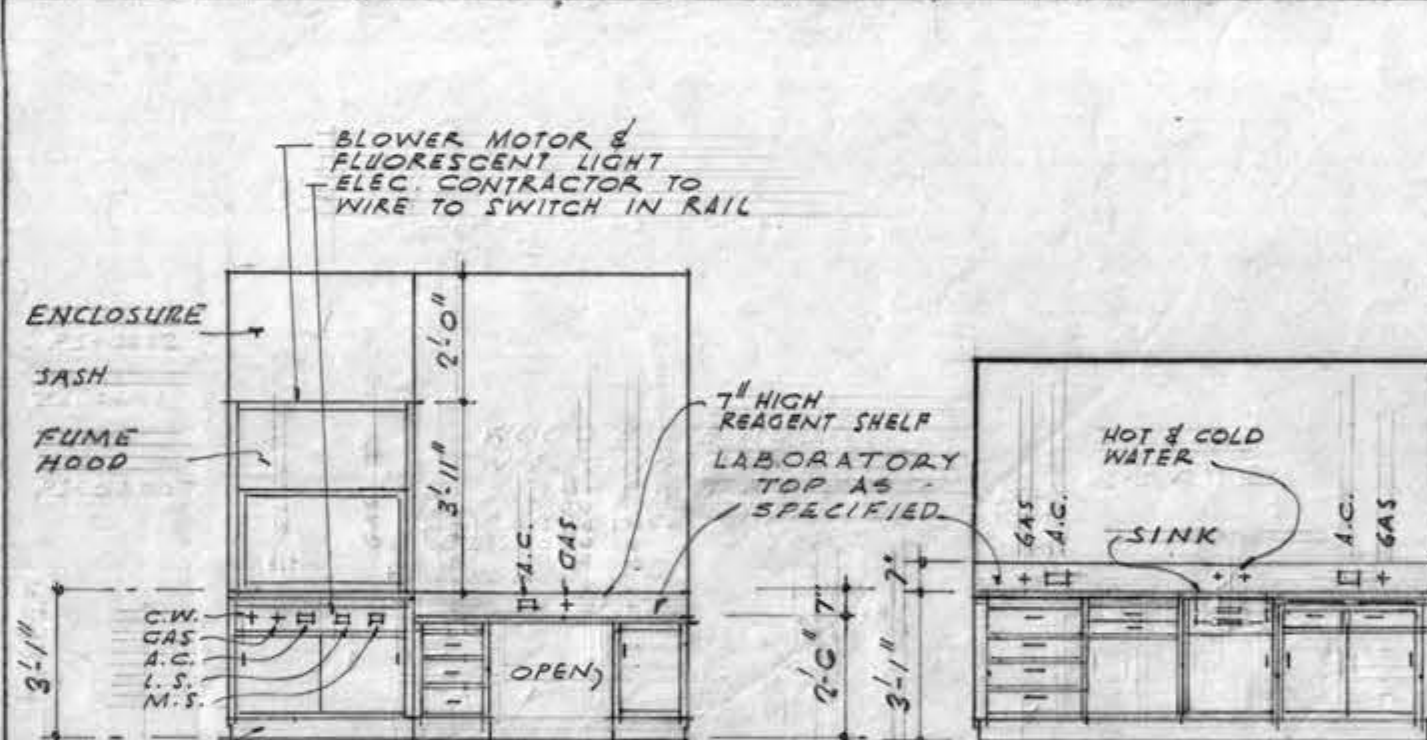 BLOWER MOTOR &
FLUORESCENT LIGHT
ELEC. CONTRACTOR TO
WIRE TO SWITCH IN RAIL
ENCLOSURE
SASH
FUME
HOOD
2'-0"
3'-11"
7" HIGH
REAGENT SHELF
LABORATORY
TOP AS
SPECIFIED
HOT & COLD
WATER
SINK
A.C.
GAS
GAS
A.C.
A.C.
GAS
C.W.
GAS
A.C.
L.S.
M.S.
OPEN
3'-1"
7"
2'-6"
7"
3'-1"